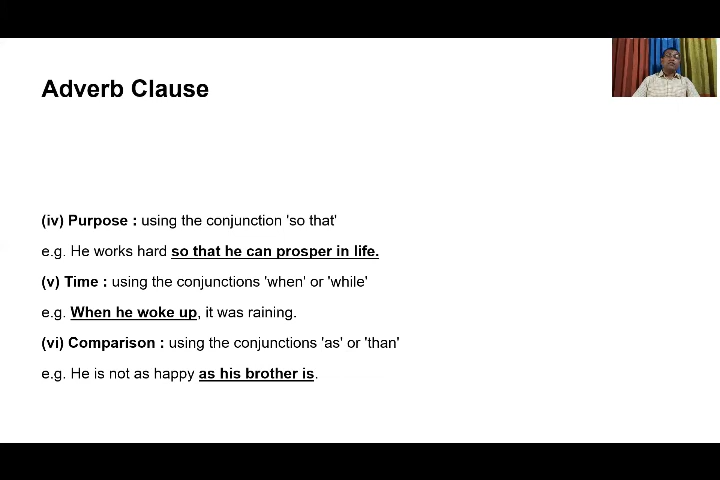 Adverb Clause
(iv) Purpose : using the conjunction 'so that'
e.g. He works hard so that he can prosper in life.
(v) Time : using the conjunctions 'when' or 'while'
e.g. When he woke up, it was raining.
(vi) Comparison : using the conjunctions 'as' or 'than'
e.g. He is not as happy as his brother is.